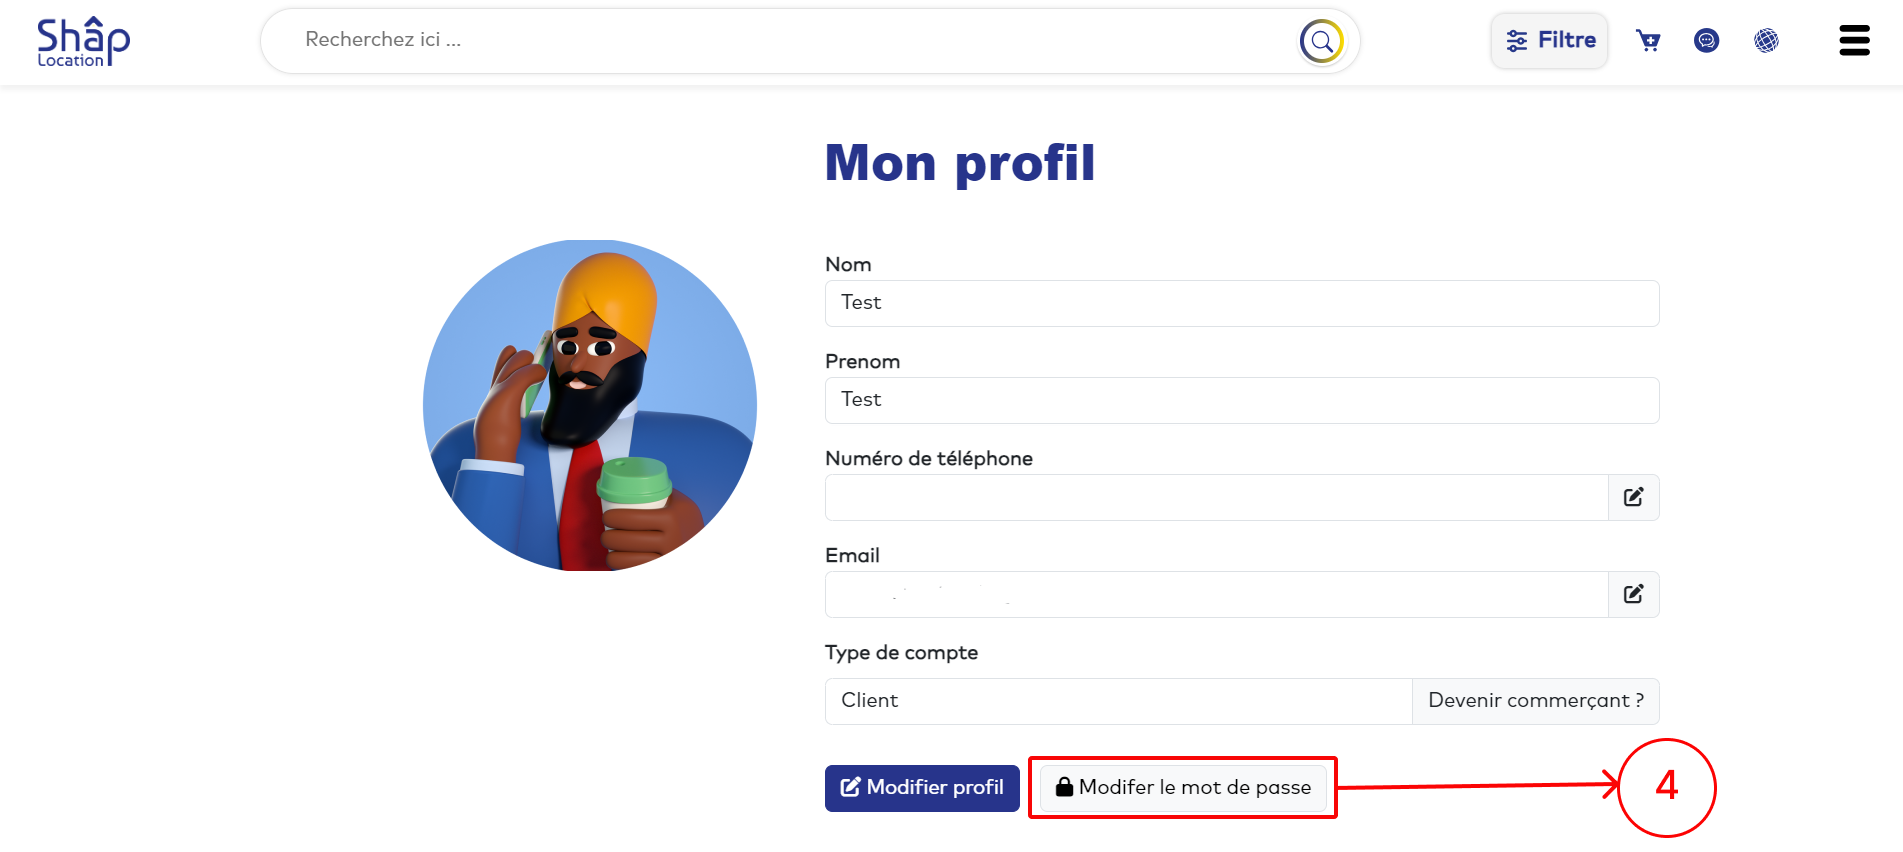 Shâp
Location
Recherchez ici ...
Filtre
Mon profil
Nom
Test
Prenom
Test
Numéro de téléphone
Email
Type de compte
Client
Devenir commerçant ?
Modifier profil
Modifer le mot de passe
4